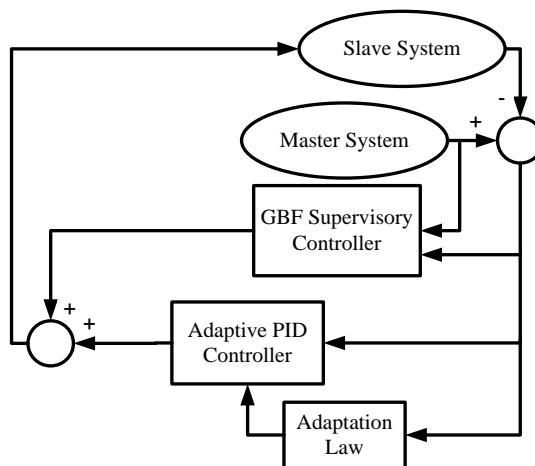 Slave System
-
+
Master System
GBF Supervisory
Controller
+
+
Adaptive PID
Controller
Adaptation
Law